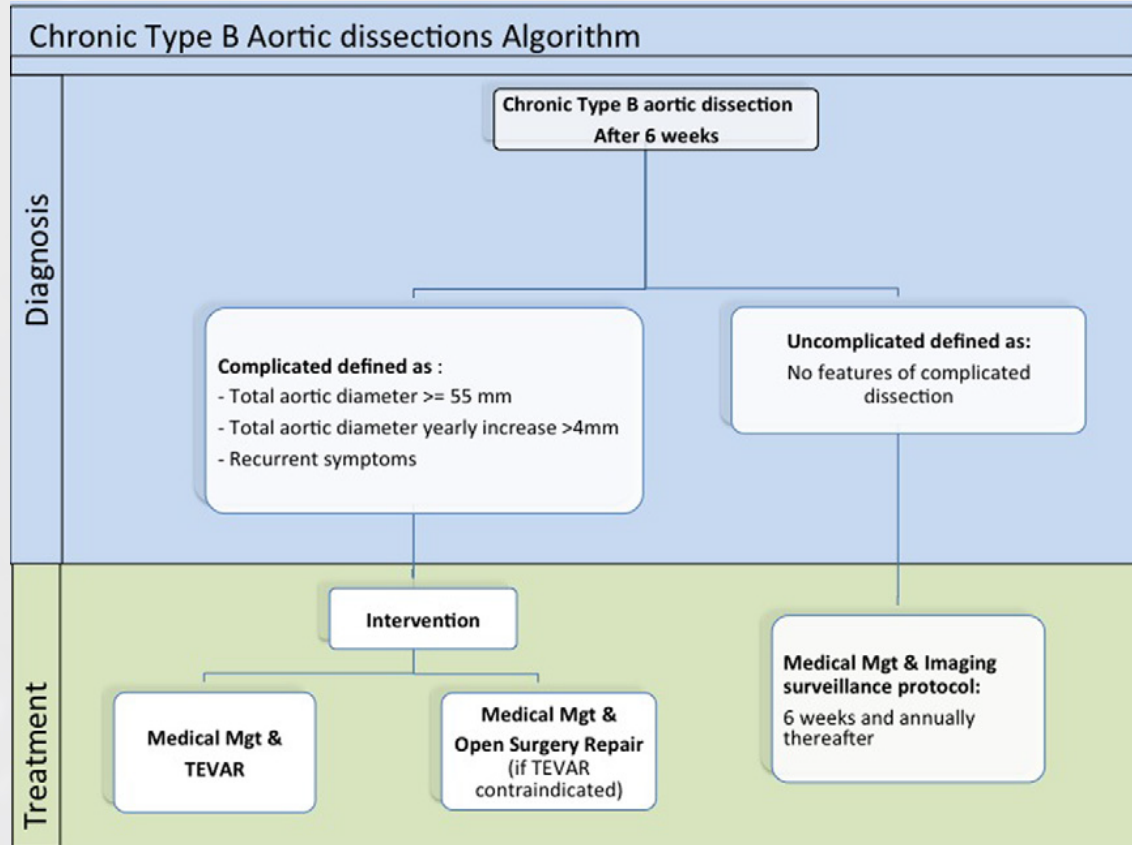 Chronic Type B Aortic dissections Algorithm
Diagnosis
Chronic Type B aortic dissection
After 6 weeks
Complicated defined as :
- Total aortic diameter >= 55 mm
- Total aortic diameter yearly increase >4mm
- Recurrent symptoms
Uncomplicated defined as:
No features of complicated
dissection
Treatment
Intervention
Medical Mgt &
TEVAR
Medical Mgt &
Open Surgery Repair
(if TEVAR
contraindicated)
Medical Mgt & Imaging
surveillance protocol:
6 weeks and annually
thereafter